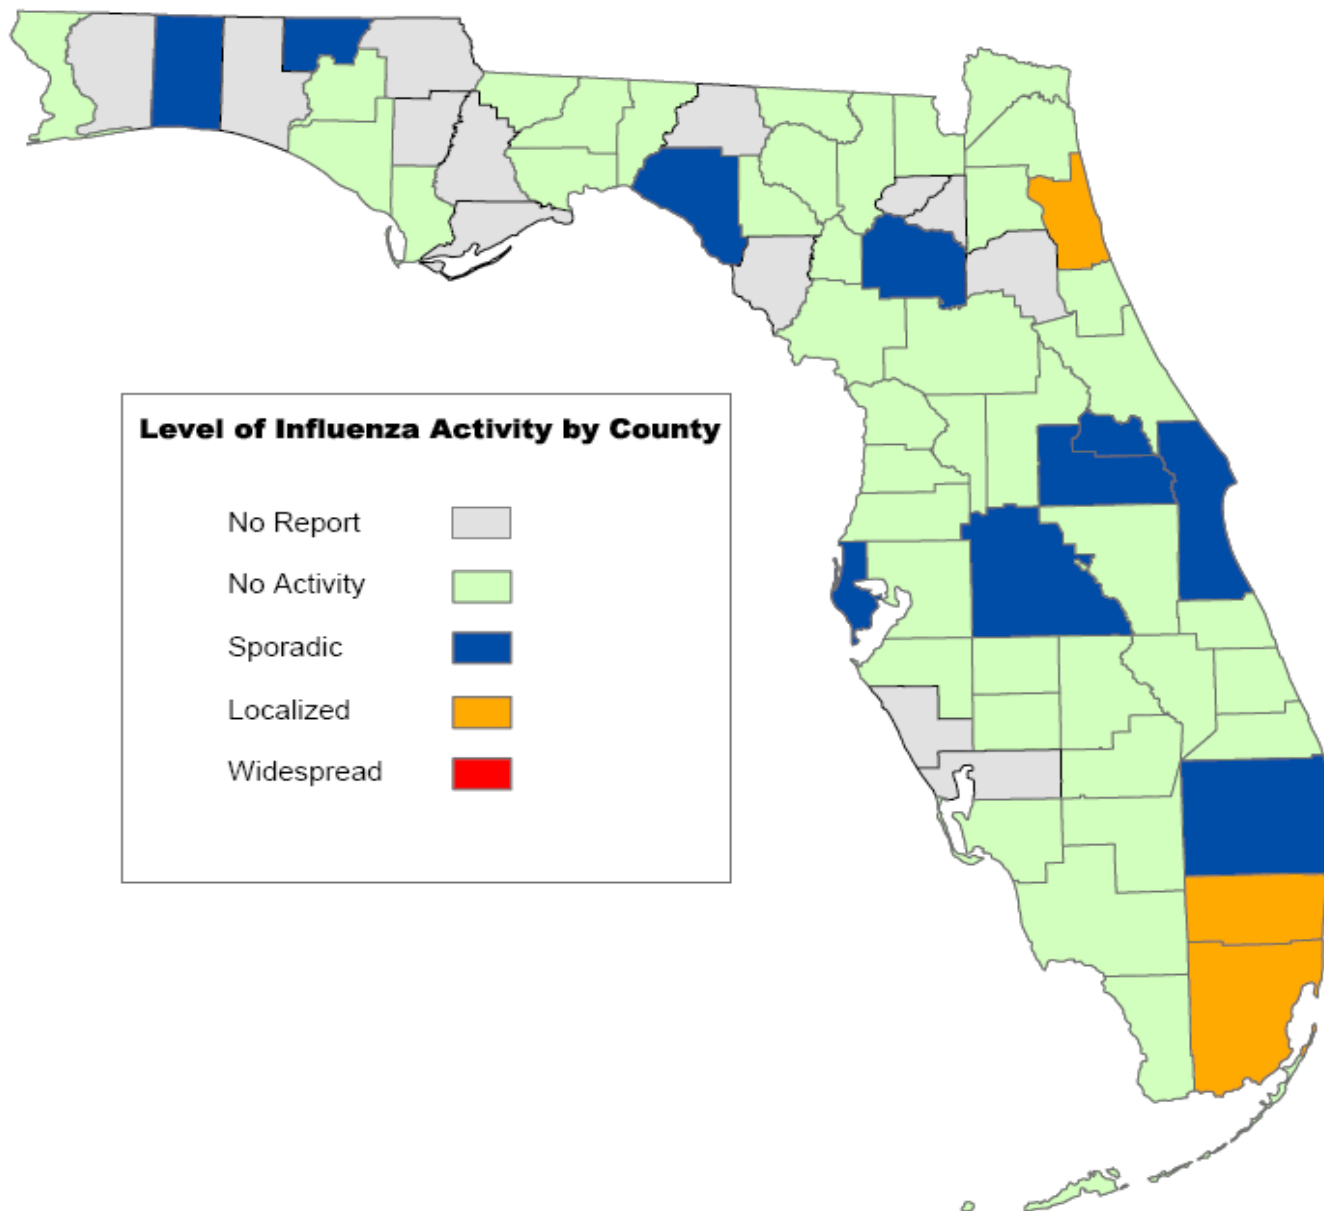 Level of Influenza Activity by County
No Report
No Activity
Sporadic
Localized
Widespread